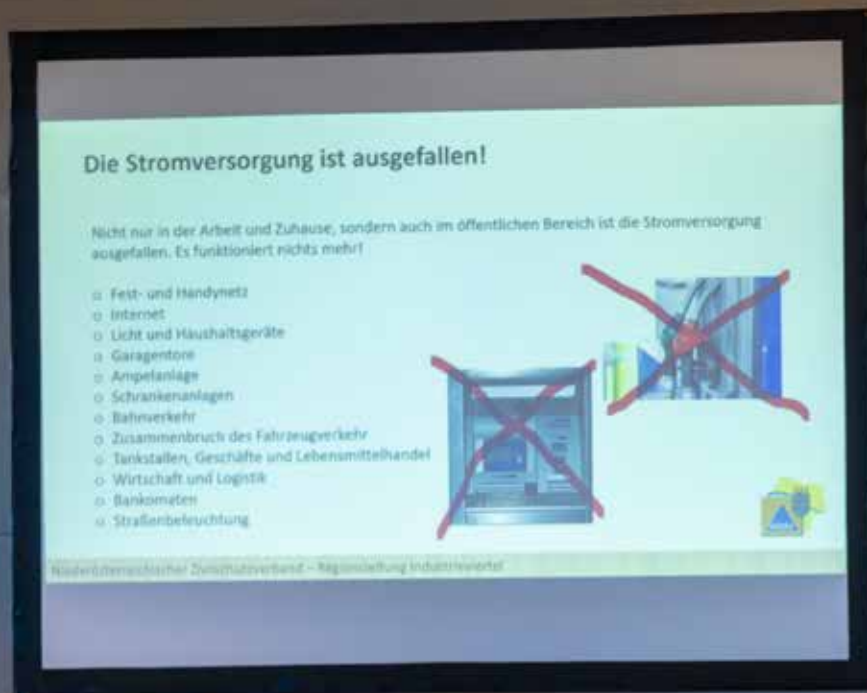 Die Stromversorgung ist ausgefallen!
Nicht nur in der Arbeit und Zuhause, sondern auch im öffentlichen Bereich ist die Stromversorgung
ausgefallen. Es funktioniert nichts mehr!
o Fest- und Handynetz
o Internet
o Licht und Haushaltsgeräte
o Garagentore
o Ampelanlage
o Schrankenanlagen
o Bahnverkehr
o Zusammenbruch des Fahrzeugverkehr
o Tankstallen, Geschäfte und Lebensmittelhandel
o Wirtschaft und Logistik
o Bankomaten
o Straßenbeleuchtung
Niederösterreichischer Zivilschutzverband – Regionsleitung Industrieviertel